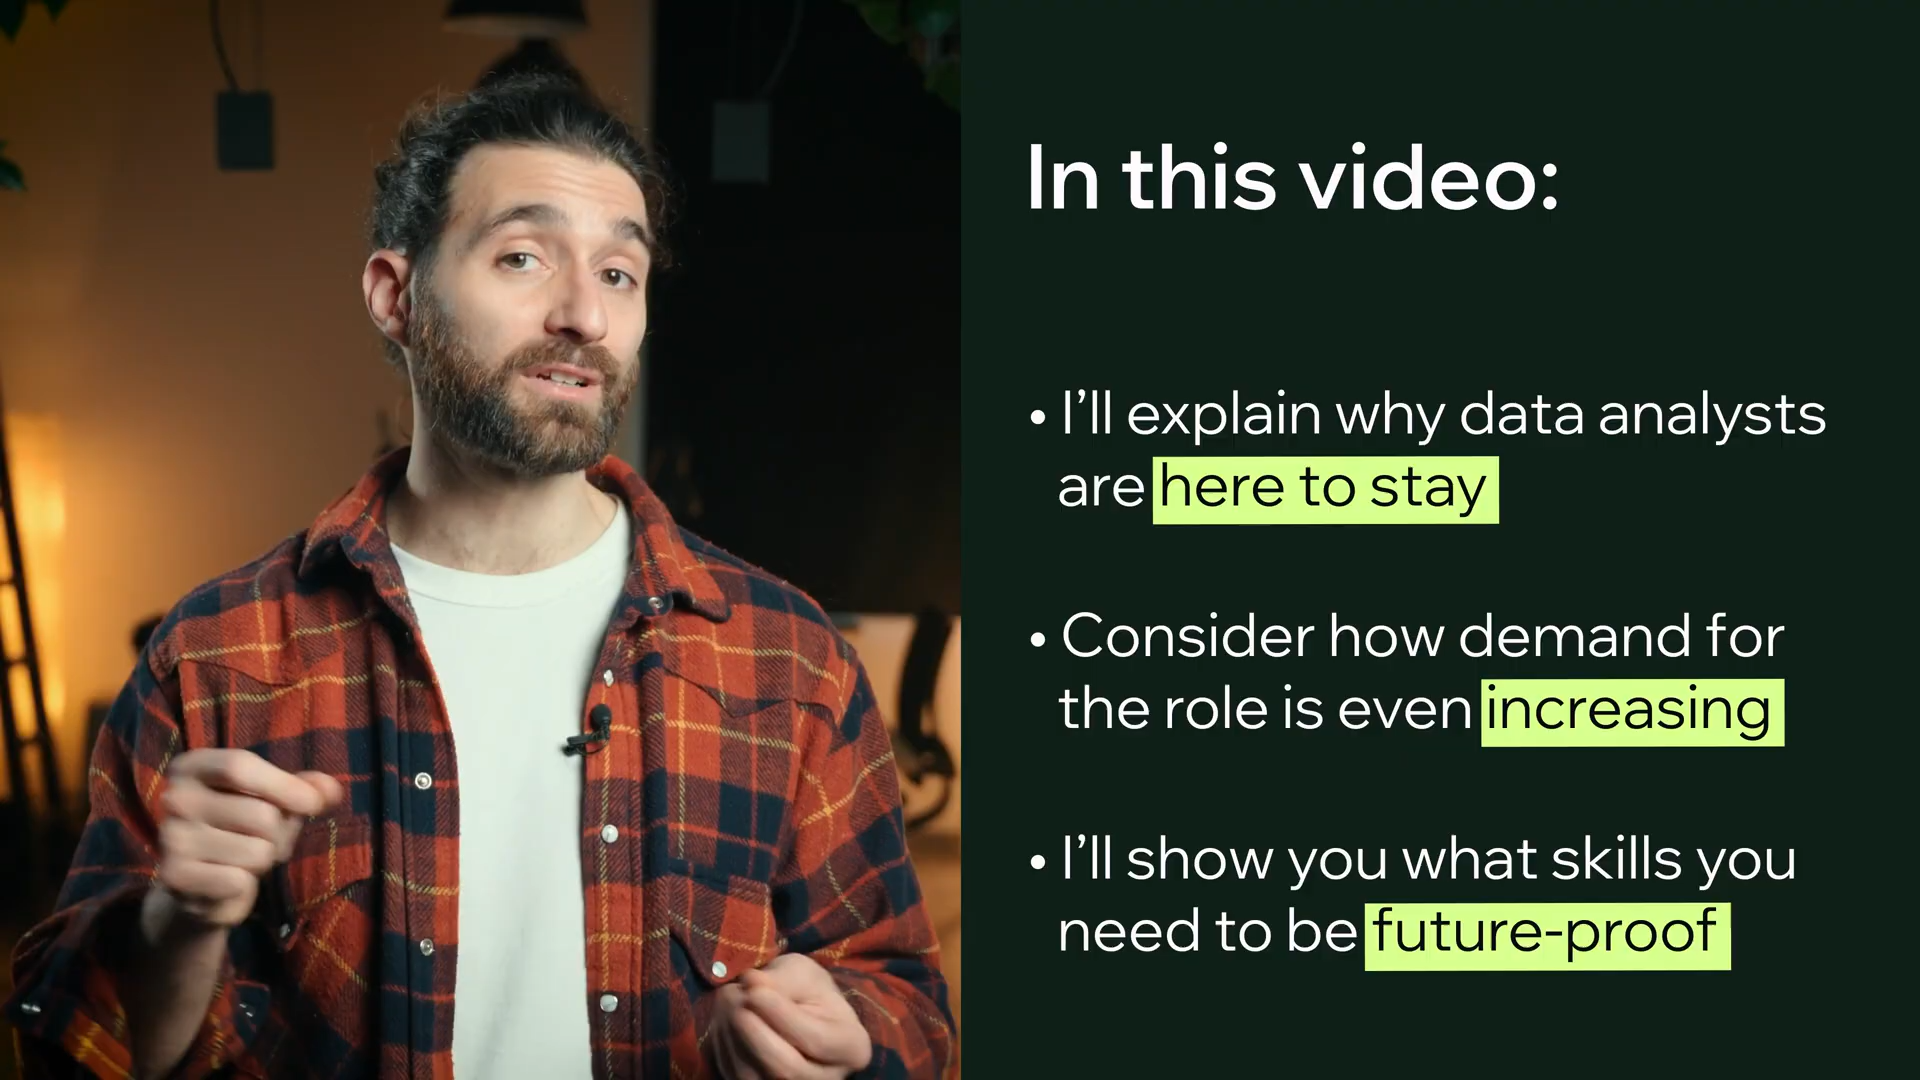 In this video:
• I’ll explain why data analysts
are here to stay
• Consider how demand for
the role is even increasing
• I’ll show you what skills you
need to be future-proof